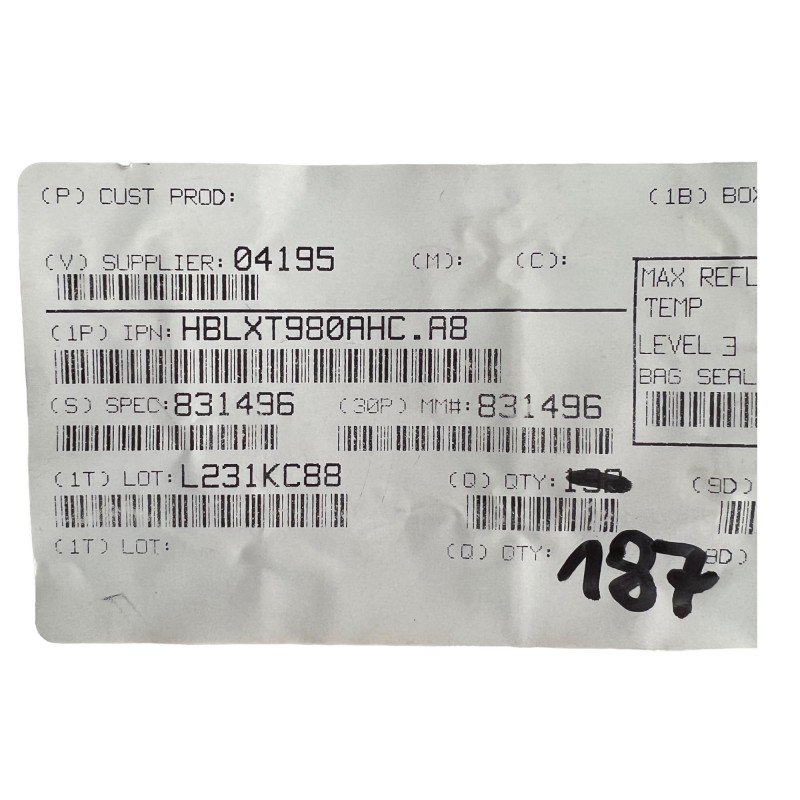 (P) CUST PROD: (1B) BOX
(V) SUPPLIER: 04195 (M): (C):
MAX REFL
TEMP
(1P) IPN: HBLXT980AHC.A8
LEVEL 3
BAG SEAL
(S) SPEC: 831496 (30P) MM#: 831496
(1T) LOT: L231KC88 (Q) QTY: (9D)
(1T) LOT: (Q) QTY: 187 8D)